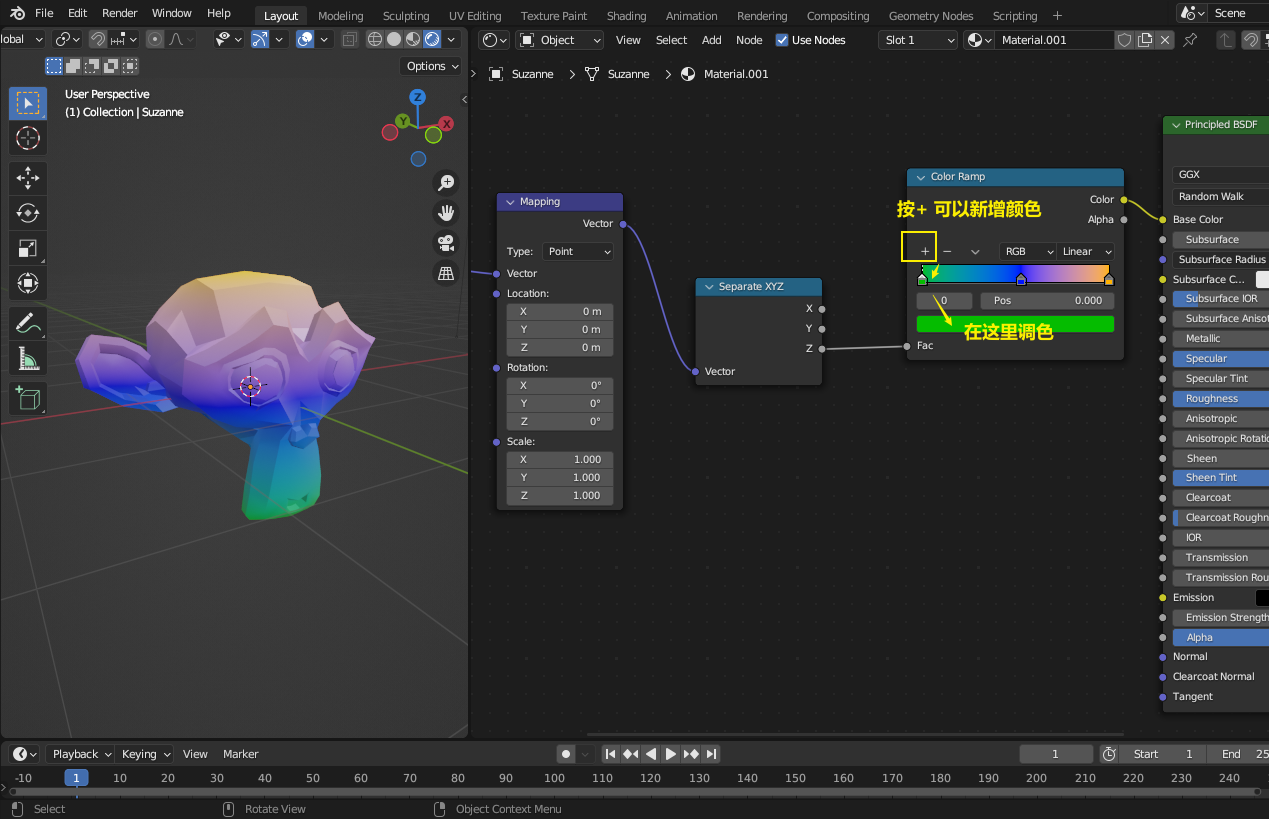 File Edit Render Window Help Layout Modeling Sculpting UV Editing Texture Paint Shading Animation Rendering Compositing Geometry Nodes Scripting + Scene
obal Object View Select Add Node Use Nodes Slot 1 Material.001
Options
Suzanne > Suzanne > Material.001
User Perspective
(1) Collection | Suzanne
Z
Y
X
Mapping
Vector
Type: Point
Vector
Location:
X 0 m
Y 0 m
Z 0 m
Rotation:
X 0°
Y 0°
Z 0°
Scale:
X 1.000
Y 1.000
Z 1.000
Separate XYZ
X
Y
Z
Vector
Color Ramp
Color
按+ 可以新增颜色
Alpha
+ − RGB Linear
0 Pos 0.000
在这里调色
Fac
Principled BSDF
GGX
Random Walk
Base Color
Subsurface
Subsurface Radius
Subsurface C...
Subsurface IOR
Subsurface Anisot
Metallic
Specular
Specular Tint
Roughness
Anisotropic
Anisotropic Rotatic
Sheen
Sheen Tint
Clearcoat
Clearcoat Roughn
IOR
Transmission
Transmission Rou
Emission
Emission Strength
Alpha
Normal
Clearcoat Normal
Tangent
Playback Keying View Marker 1 Start 1 End 25
-10 1 10 20 30 40 50 60 70 80 90 100 110 120 130 140 150 160 170 180 190 200 210 220 230 240
Select Rotate View Object Context Menu